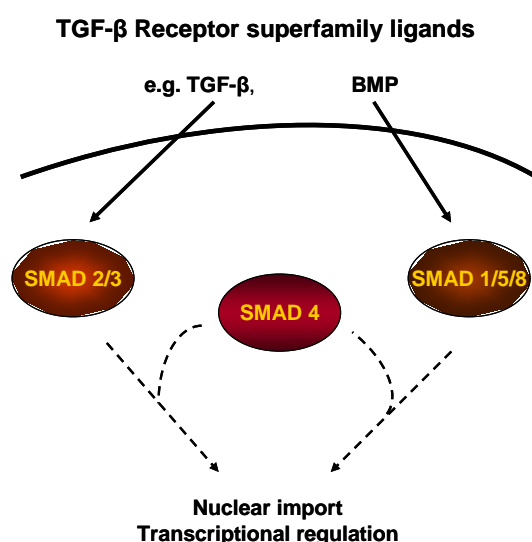 TGF-β Receptor superfamily ligands
e.g. TGF-β,
BMP
SMAD 2/3
SMAD 4
SMAD 1/5/8
Nuclear import
Transcriptional regulation